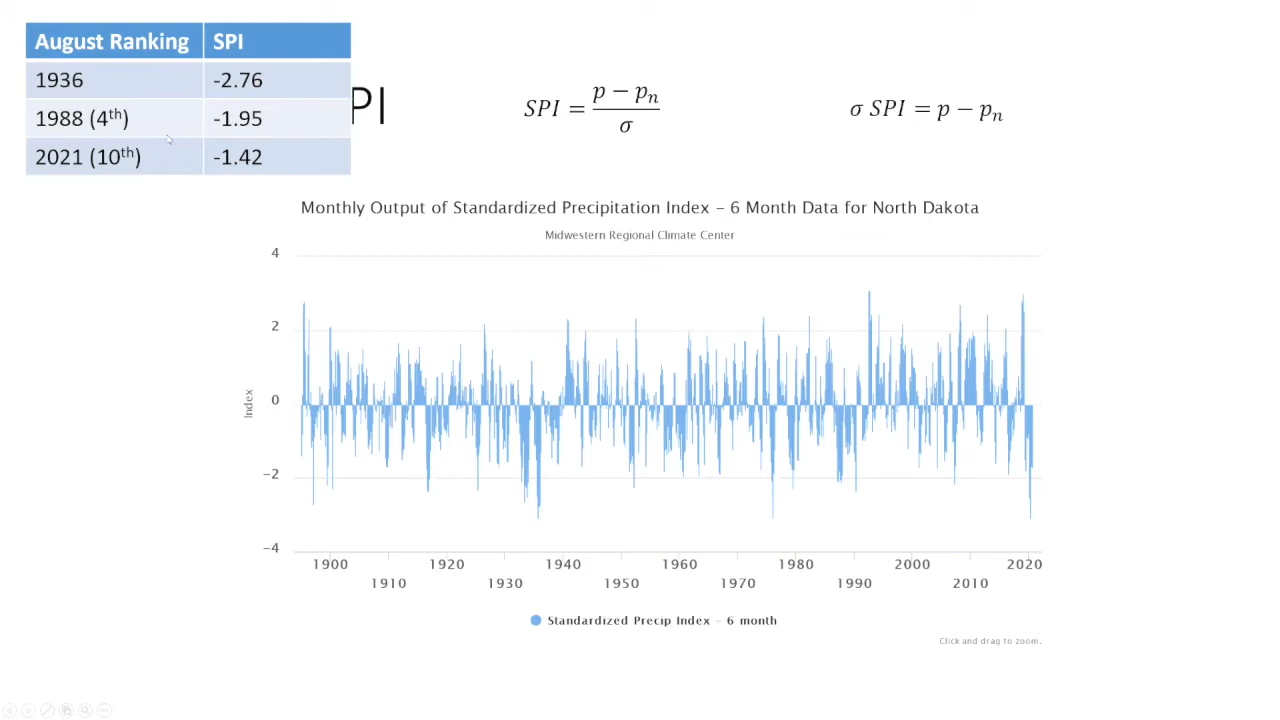 August Ranking SPI
1936 -2.76
1988 (4th) -1.95
2021 (10th) -1.42
PI
SPI = p − pₙ / σ
σ SPI = p − pₙ
Monthly Output of Standardized Precipitation Index – 6 Month Data for North Dakota
Midwestern Regional Climate Center
4
2
0
−2
−4
Index
1900 1920 1940 1960 1980 2000 2020
1910 1930 1950 1970 1990 2010
Standardized Precip Index – 6 month
Click and drag to zoom.